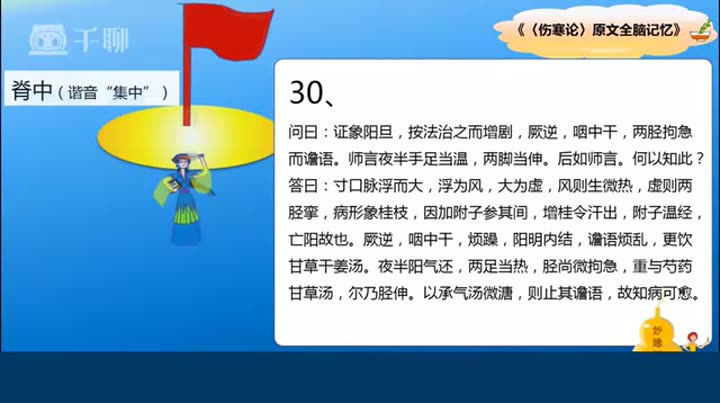 千聊
《〈伤寒论〉原文全脑记忆》
脊中（谐音“集中”）
30、
问曰：证象阳旦，按法治之而增剧，厥逆，咽中干，两胫拘急
而谵语。师言夜半手足当温，两脚当伸。后如师言。何以知此？
答曰：寸口脉浮而大，浮为风，大为虚，风则生微热，虚则两
胫挛，病形象桂枝，因加附子参其间，增桂令汗出，附子温经，
亡阳故也。厥逆，咽中干，烦躁，阳明内结，谵语烦乱，更饮
甘草干姜汤。夜半阳气还，两足当热，胫尚微拘急，重与芍药
甘草汤，尔乃胫伸。以承气汤微溏，则止其谵语，故知病可愈。
妙
缘